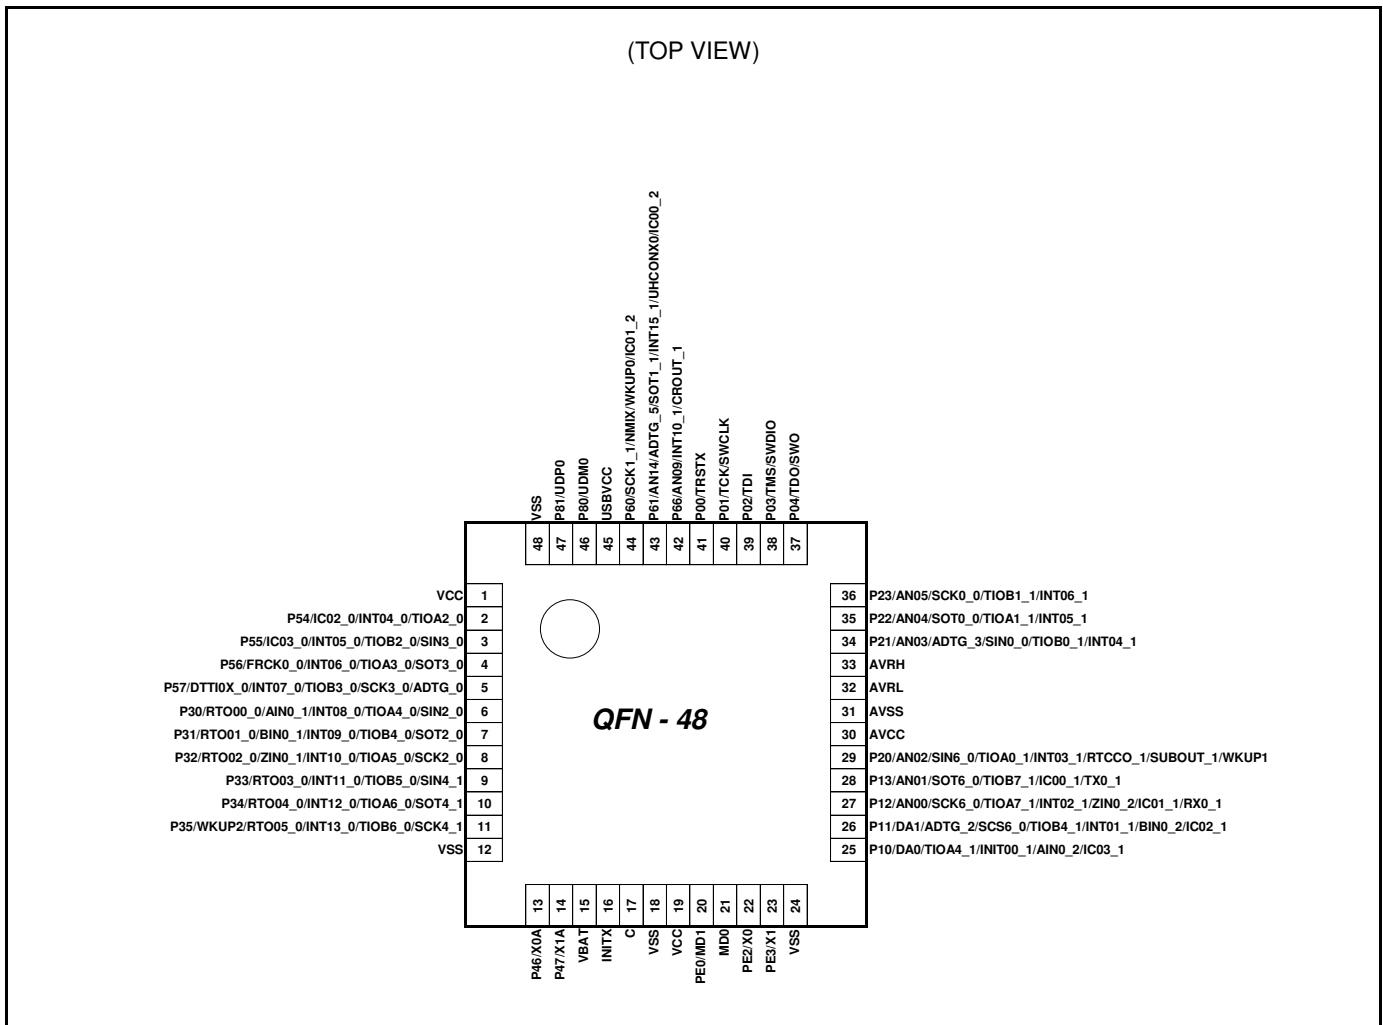 (TOP VIEW)
VSS
P81/UDP0
P80/UDM0
USBVCC
P60/SCK1_1/NMIX/WKUP0/IC01_2
P61/AN14/ADTG_5/SOT1_1/INT15_1/UHCONX0/IC00_2
P66/AN09/INT10_1/CROUT_1
P00/TRSTX
P01/TCK/SWCLK
P02/TDI
P03/TMS/SWDIO
P04/TDO/SWO
48 47 46 45 44 43 42 41 40 39 38 37
VCC 1
P54/IC02_0/INT04_0/TIOA2_0 2
P55/IC03_0/INT05_0/TIOB2_0/SIN3_0 3
P56/FRCK0_0/INT06_0/TIOA3_0/SOT3_0 4
P57/DTTI0X_0/INT07_0/TIOB3_0/SCK3_0/ADTG_0 5
P30/RTO00_0/AIN0_1/INT08_0/TIOA4_0/SIN2_0 6
P31/RTO01_0/BIN0_1/INT09_0/TIOB4_0/SOT2_0 7
P32/RTO02_0/ZIN0_1/INT10_0/TIOA5_0/SCK2_0 8
P33/RTO03_0/INT11_0/TIOB5_0/SIN4_1 9
P34/RTO04_0/INT12_0/TIOA6_0/SOT4_1 10
P35/WKUP2/RTO05_0/INT13_0/TIOB6_0/SCK4_1 11
VSS 12
QFN - 48
36 P23/AN05/SCK0_0/TIOB1_1/INT06_1
35 P22/AN04/SOT0_0/TIOA1_1/INT05_1
34 P21/AN03/ADTG_3/SIN0_0/TIOB0_1/INT04_1
33 AVRH
32 AVRL
31 AVSS
30 AVCC
29 P20/AN02/SIN6_0/TIOA0_1/INT03_1/RTCCO_1/SUBOUT_1/WKUP1
28 P13/AN01/SOT6_0/TIOB7_1/IC00_1/TX0_1
27 P12/AN00/SCK6_0/TIOA7_1/INT02_1/ZIN0_2/IC01_1/RX0_1
26 P11/DA1/ADTG_2/SCS6_0/TIOB4_1/INT01_1/BIN0_2/IC02_1
25 P10/DA0/TIOA4_1/INIT00_1/AIN0_2/IC03_1
13 14 15 16 17 18 19 20 21 22 23 24
P46/X0A
P47/X1A
VBAT
INITX
C
VSS
VCC
PE0/MD1
MD0
PE2/X0
PE3/X1
VSS